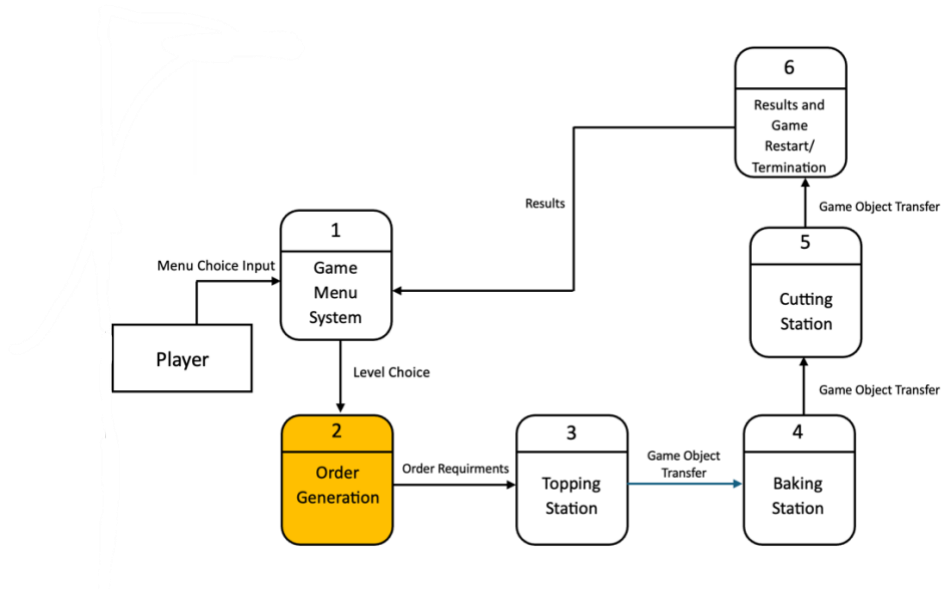 6
Results and
Game
Restart/
Termination
Results
Game Object Transfer
1
Game
Menu
System
Menu Choice Input
5
Cutting
Station
Player
Level Choice
Game Object Transfer
2
Order
Generation
Order Requirments
3
Topping
Station
Game Object
Transfer
4
Baking
Station